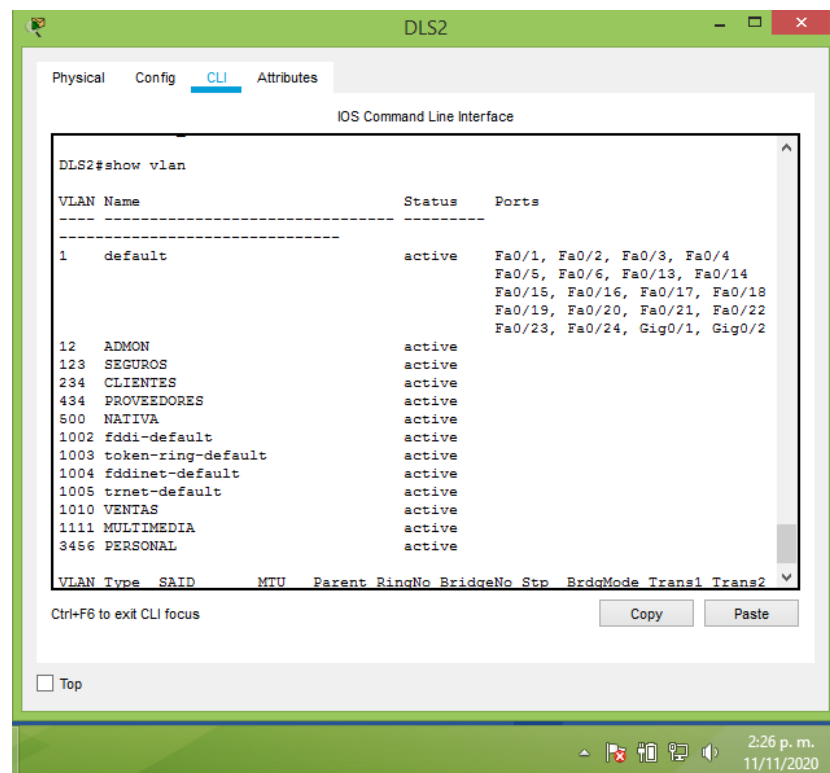 DLS2
Physical Config CLI Attributes
IOS Command Line Interface
DLS2#show vlan
VLAN Name Status Ports
---- -------------------------------- ---------
-------------------------------
1 default active Fa0/1, Fa0/2, Fa0/3, Fa0/4
Fa0/5, Fa0/6, Fa0/13, Fa0/14
Fa0/15, Fa0/16, Fa0/17, Fa0/18
Fa0/19, Fa0/20, Fa0/21, Fa0/22
Fa0/23, Fa0/24, Gig0/1, Gig0/2
12 ADMON active
123 SEGUROS active
234 CLIENTES active
434 PROVEEDORES active
500 NATIVA active
1002 fddi-default active
1003 token-ring-default active
1004 fddinet-default active
1005 trnet-default active
1010 VENTAS active
1111 MULTIMEDIA active
3456 PERSONAL active
VLAN Type SAID MTU Parent RingNo BridgeNo Stp BrdgMode Trans1 Trans2
Ctrl+F6 to exit CLI focus
Copy Paste
Top
2:26 p. m.
11/11/2020